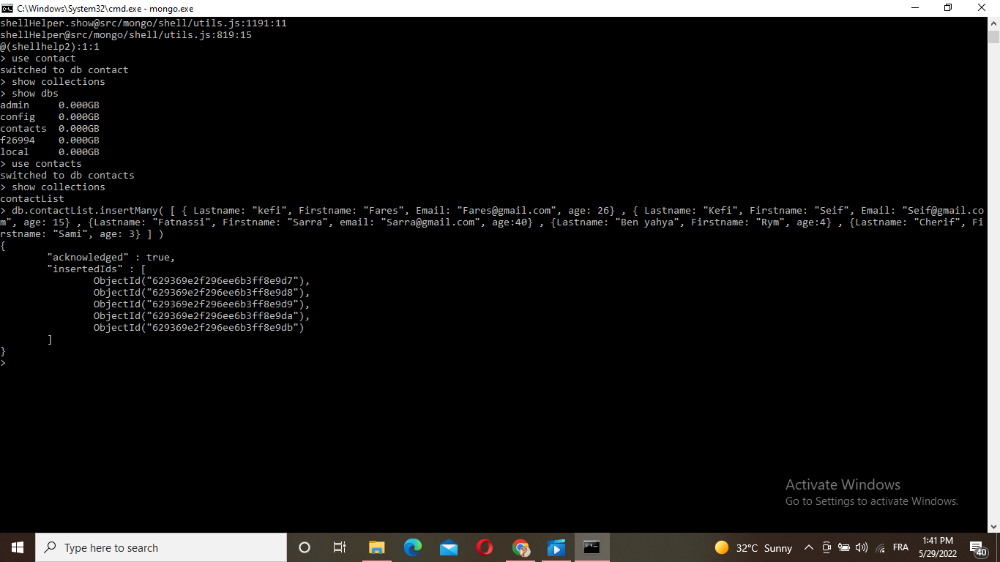 C:\Windows\System32\cmd.exe - mongo.exe
shellHelper.show@src/mongo/shell/utils.js:1191:11
shellHelper@src/mongo/shell/utils.js:819:15
@(shellhelp2):1:1
> use contact
switched to db contact
> show collections
> show dbs
admin     0.000GB
config    0.000GB
contacts  0.000GB
f26994    0.000GB
local     0.000GB
> use contacts
switched to db contacts
> show collections
contactList
> db.contactList.insertMany( [ { Lastname: "kefi", Firstname: "Fares", Email: "Fares@gmail.com", age: 26} , { Lastname: "Kefi", Firstname: "Seif", Email: "Seif@gmail.co
m", age: 15} , {Lastname: "Fatnassi", Firstname: "Sarra", email: "Sarra@gmail.com", age:40} , {Lastname: "Ben yahya", Firstname: "Rym", age:4} , {Lastname: "Cherif", Fi
rstname: "Sami", age: 3} ] )
{
        "acknowledged" : true,
        "insertedIds" : [
                ObjectId("629369e2f296ee6b3ff8e9d7"),
                ObjectId("629369e2f296ee6b3ff8e9d8"),
                ObjectId("629369e2f296ee6b3ff8e9d9"),
                ObjectId("629369e2f296ee6b3ff8e9da"),
                ObjectId("629369e2f296ee6b3ff8e9db")
        ]
}
>
Activate Windows
Go to Settings to activate Windows.
Type here to search
32°C Sunny
FRA
1:41 PM
5/29/2022
40